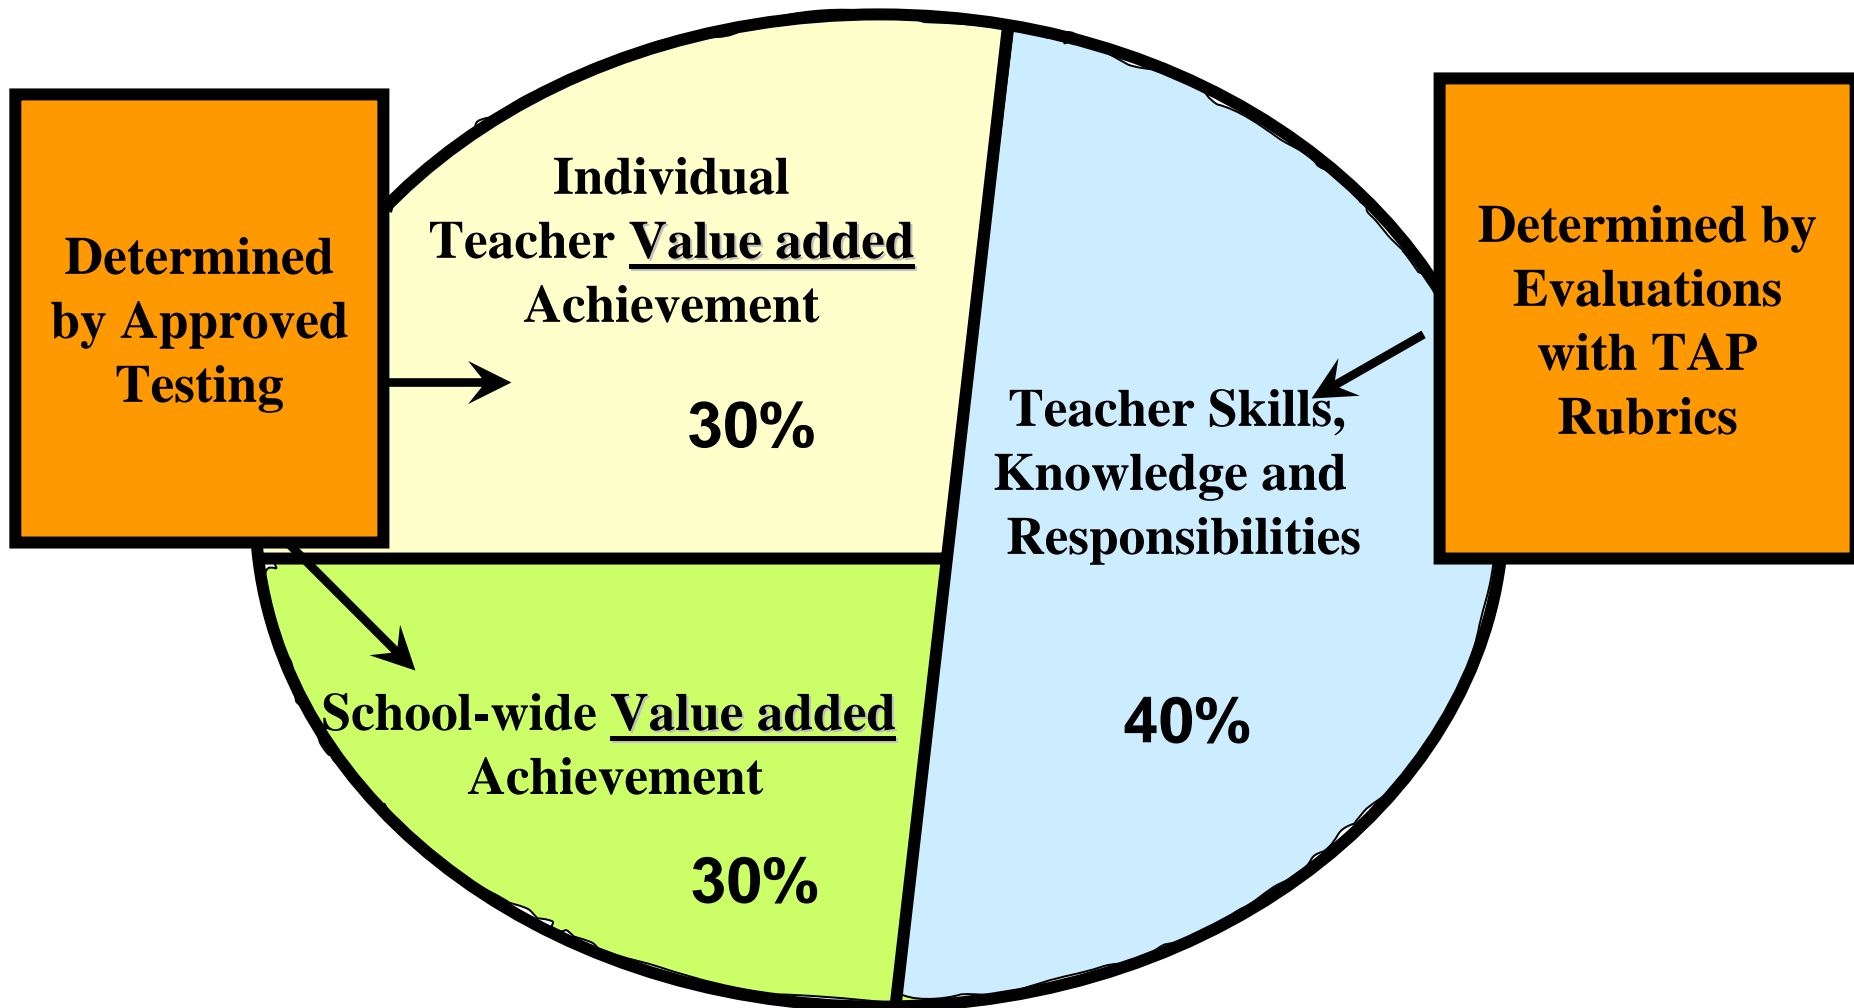 Determined
by Approved
Testing
Individual
Teacher Value added
Achievement
30%
School-wide Value added
Achievement
30%
Teacher Skills,
Knowledge and
Responsibilities
40%
Determined by
Evaluations
with TAP
Rubrics